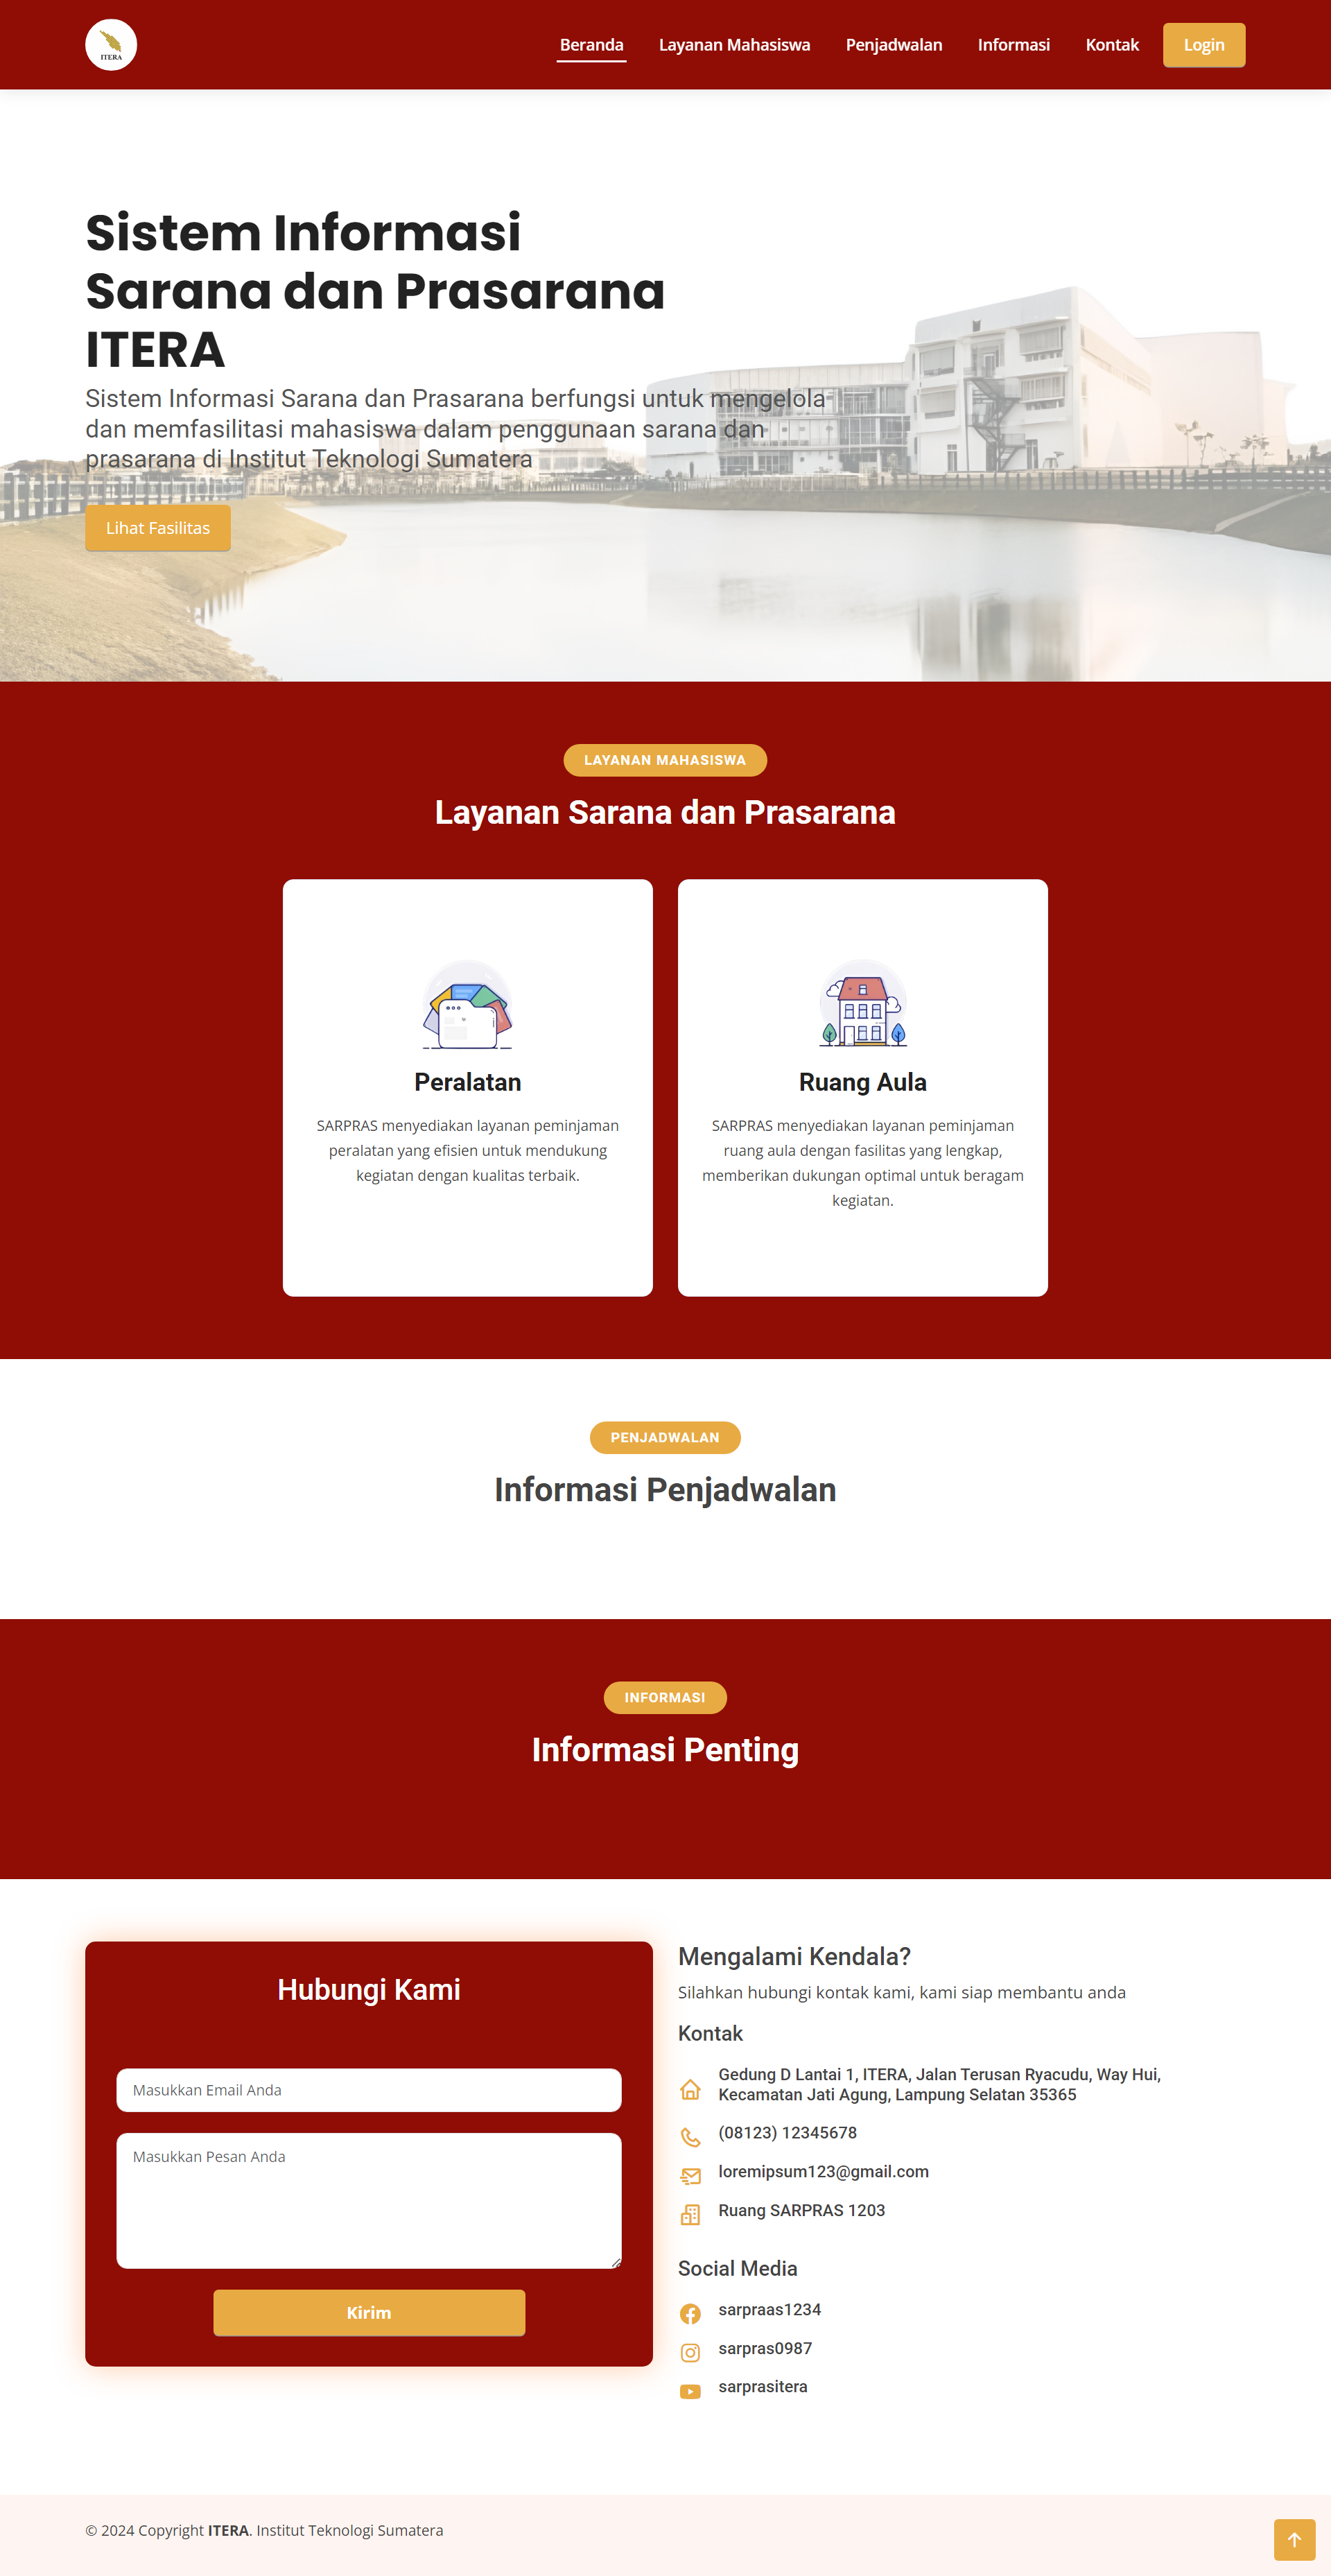 ITERA
Beranda
Layanan Mahasiswa
Penjadwalan
Informasi
Kontak
Login
Sistem Informasi
Sarana dan Prasarana
ITERA
Sistem Informasi Sarana dan Prasarana berfungsi untuk mengelola
dan memfasilitasi mahasiswa dalam penggunaan sarana dan
prasarana di Institut Teknologi Sumatera
Lihat Fasilitas
LAYANAN MAHASISWA
Layanan Sarana dan Prasarana
Peralatan
SARPRAS menyediakan layanan peminjaman
peralatan yang efisien untuk mendukung
kegiatan dengan kualitas terbaik.
Ruang Aula
SARPRAS menyediakan layanan peminjaman
ruang aula dengan fasilitas yang lengkap,
memberikan dukungan optimal untuk beragam
kegiatan.
PENJADWALAN
Informasi Penjadwalan
INFORMASI
Informasi Penting
Hubungi Kami
Masukkan Email Anda
Masukkan Pesan Anda
Kirim
Mengalami Kendala?
Silahkan hubungi kontak kami, kami siap membantu anda
Kontak
Gedung D Lantai 1, ITERA, Jalan Terusan Ryacudu, Way Hui,
Kecamatan Jati Agung, Lampung Selatan 35365
(08123) 12345678
loremipsum123@gmail.com
Ruang SARPRAS 1203
Social Media
sarpraas1234
sarpras0987
sarprasitera
© 2024 Copyright ITERA. Institut Teknologi Sumatera